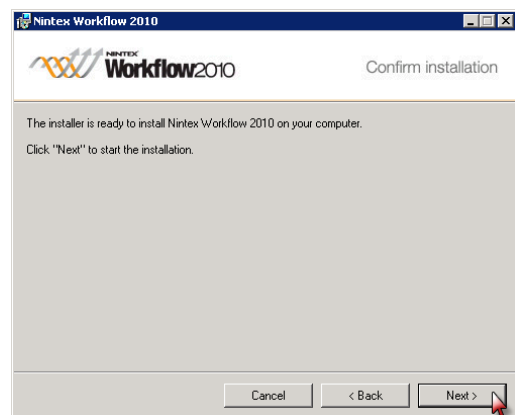 Nintex Workflow 2010
NINTEX
Workflow2010
Confirm installation
The installer is ready to install Nintex Workflow 2010 on your computer.
Click "Next" to start the installation.
Cancel
< Back
Next >